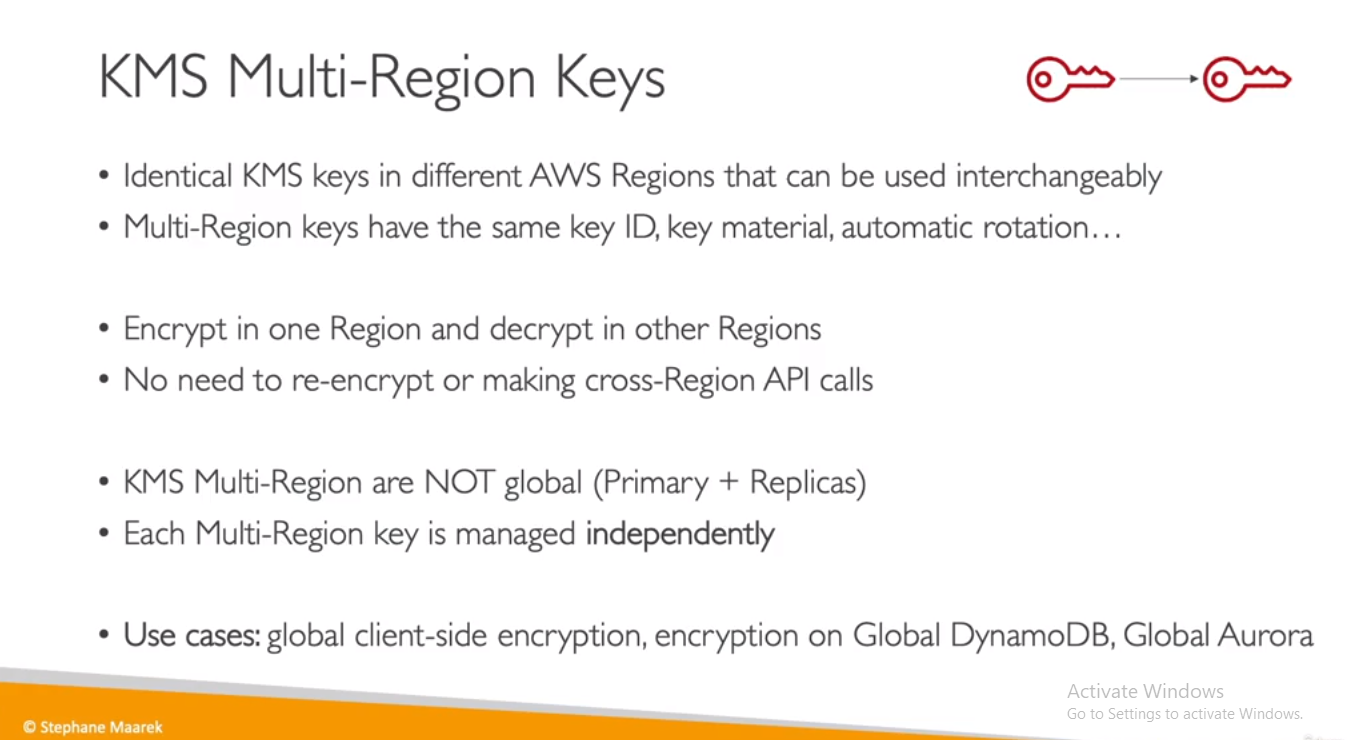 KMS Multi-Region Keys
• Identical KMS keys in different AWS Regions that can be used interchangeably
• Multi-Region keys have the same key ID, key material, automatic rotation…
• Encrypt in one Region and decrypt in other Regions
• No need to re-encrypt or making cross-Region API calls
• KMS Multi-Region are NOT global (Primary + Replicas)
• Each Multi-Region key is managed independently
• Use cases: global client-side encryption, encryption on Global DynamoDB, Global Aurora
Activate Windows
Go to Settings to activate Windows.
© Stephane Maarek